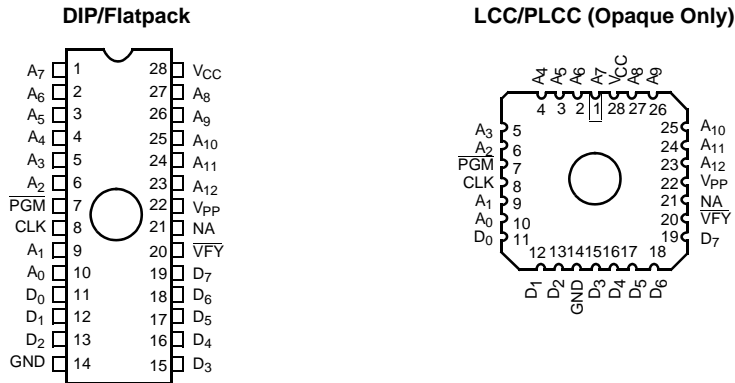 DIP/Flatpack
A7 1 28 VCC
A6 2 27 A8
A5 3 26 A9
A4 4 25 A10
A3 5 24 A11
A2 6 23 A12
PGM 7 22 VPP
CLK 8 21 NA
A1 9 20 VFY
A0 10 19 D7
D0 11 18 D6
D1 12 17 D5
D2 13 16 D4
GND 14 15 D3
LCC/PLCC (Opaque Only)
A4 A5 A6 A7 VCC A8 A9
4 3 2 1 28 27 26
A3 5 25 A10
A2 6 24 A11
PGM 7 23 A12
CLK 8 22 VPP
A1 9 21 NA
A0 10 20 VFY
D0 11 19 D7
12 13 14 15 16 17 18
D1 D2 GND D3 D4 D5 D6